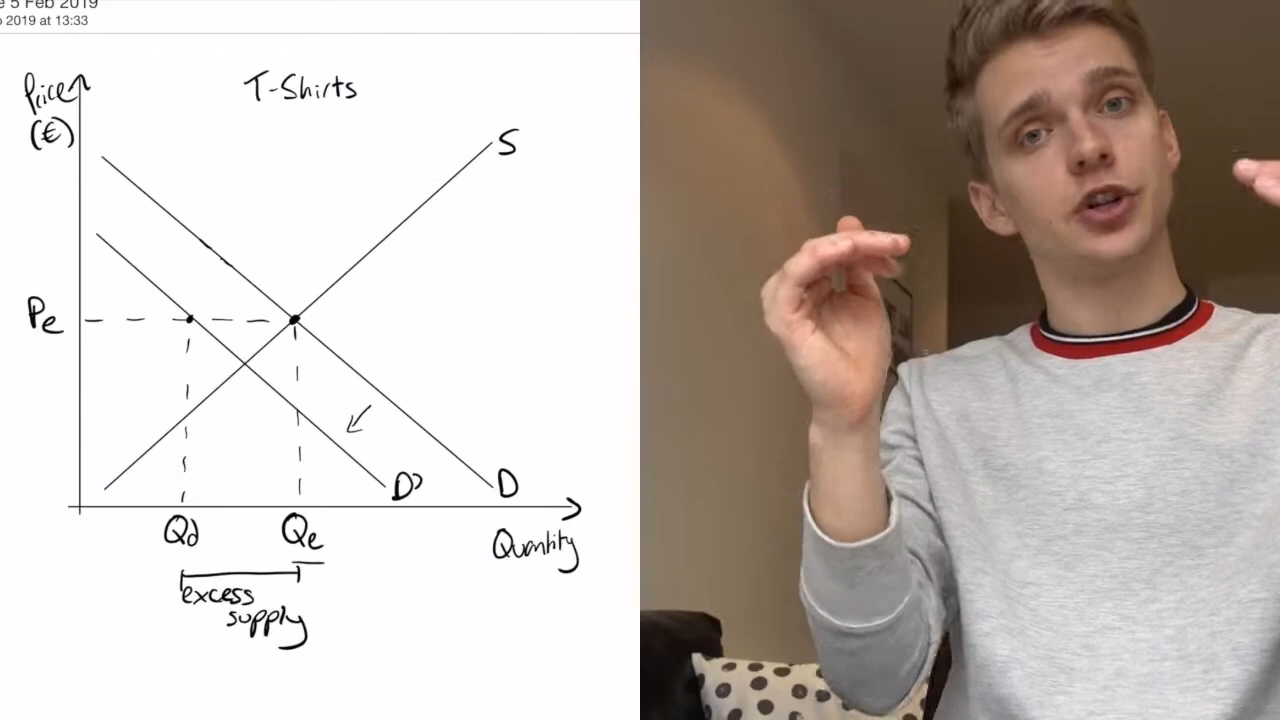 5 Feb 2019
2019 at 13:33
Price
(€)
T-Shirts
S
Pe
D'
D
Qd
Qe
Quantity
excess
supply